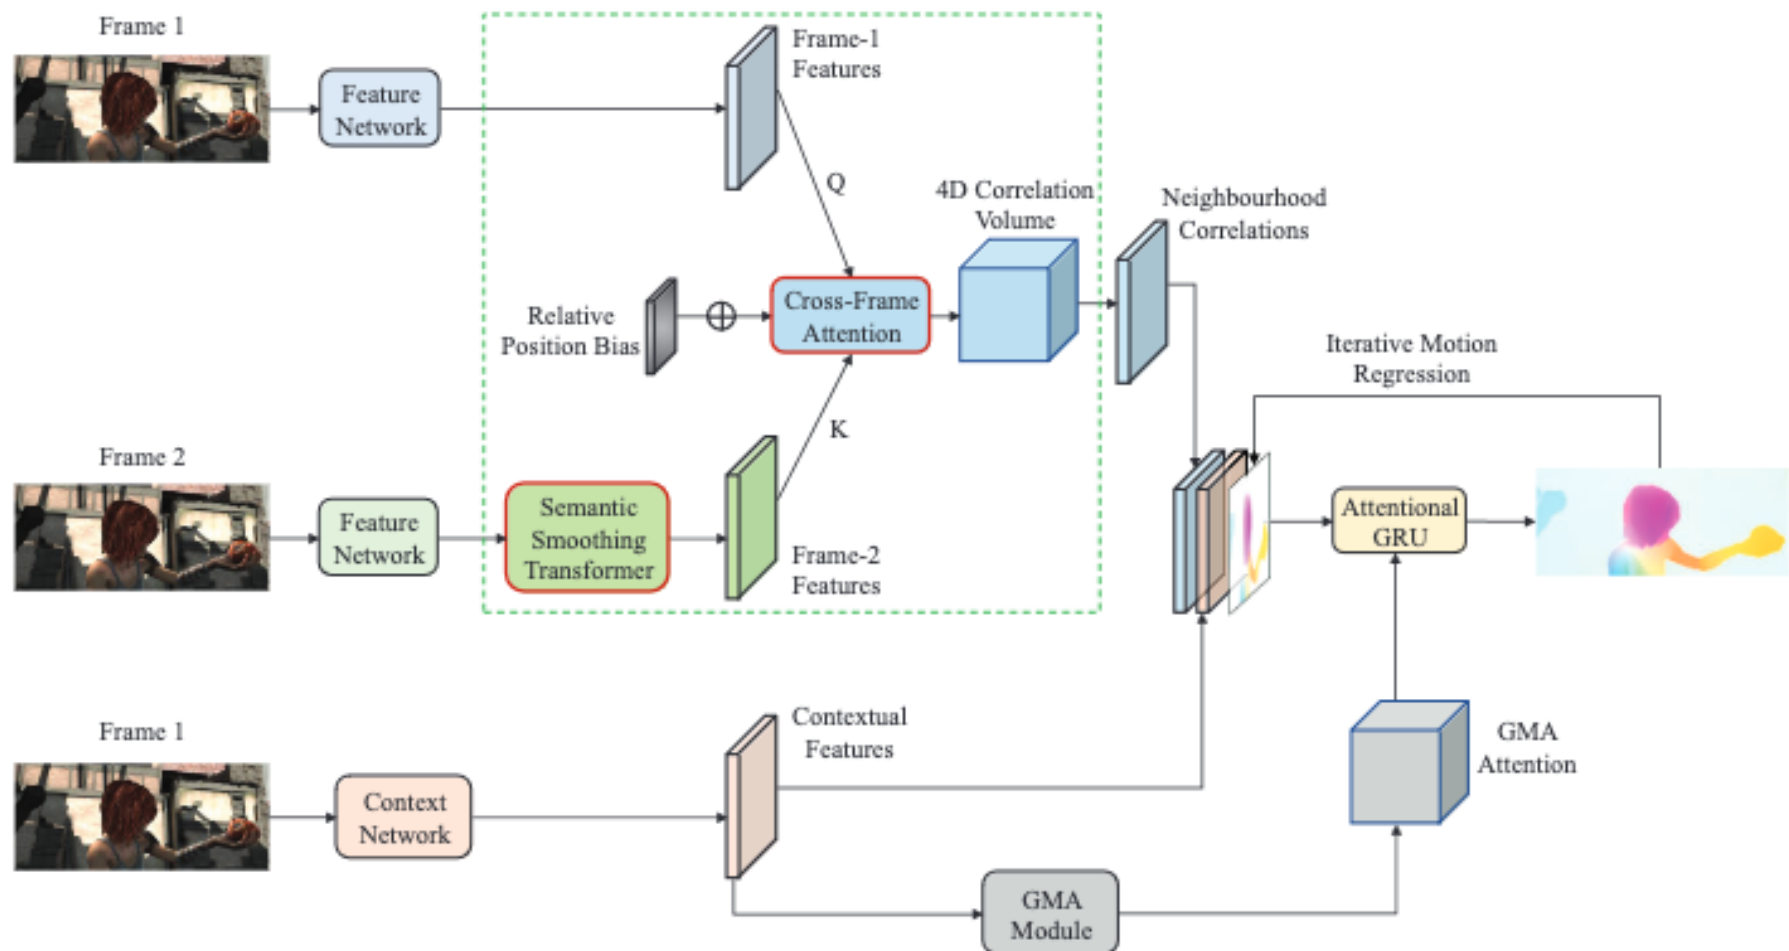 Frame 1
Feature
Network
Frame-1
Features
Q
4D Correlation
Volume
Neighbourhood
Correlations
Relative
Position Bias
Cross-Frame
Attention
Iterative Motion
Regression
K
Frame 2
Feature
Network
Semantic
Smoothing
Transformer
Frame-2
Features
Attentional
GRU
Frame 1
Context
Network
Contextual
Features
GMA
Attention
GMA
Module